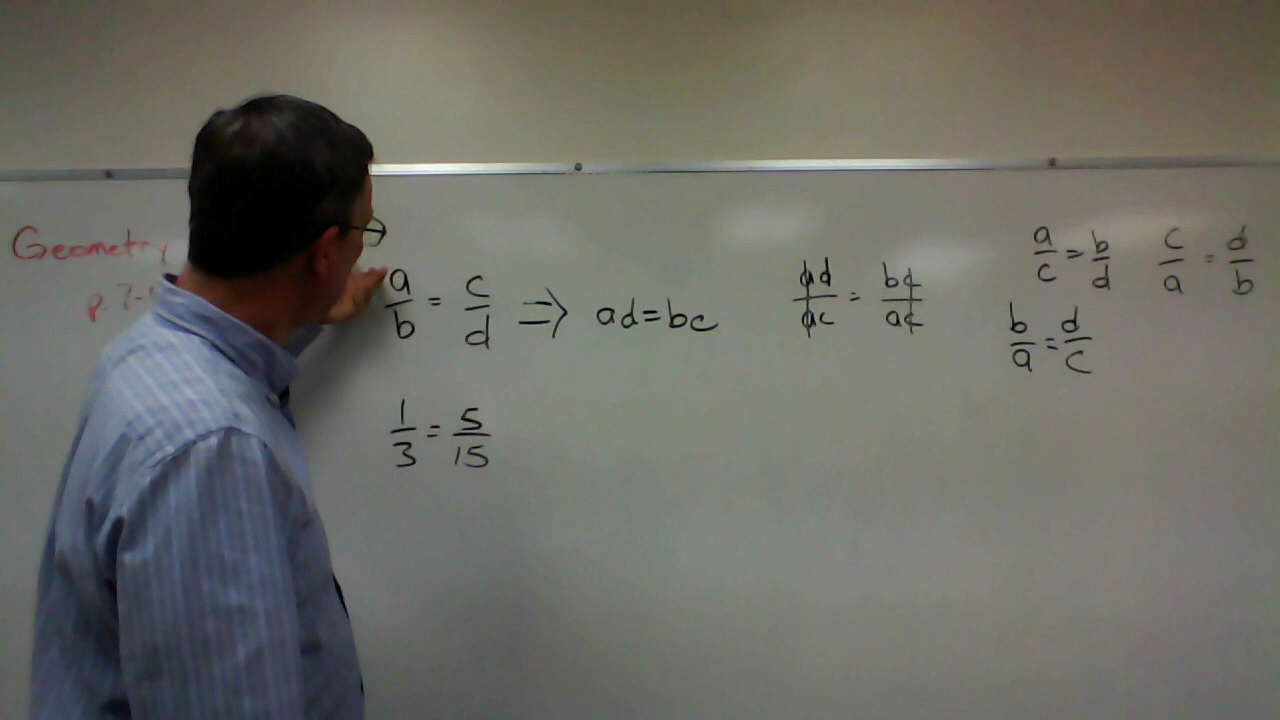 Geometry
p. 7-
a/b = c/d ⇒ ad = bc
1/3 = 5/15
ad/ac = bc/ac
a/c = b/d
c/a = d/b
b/a = d/c